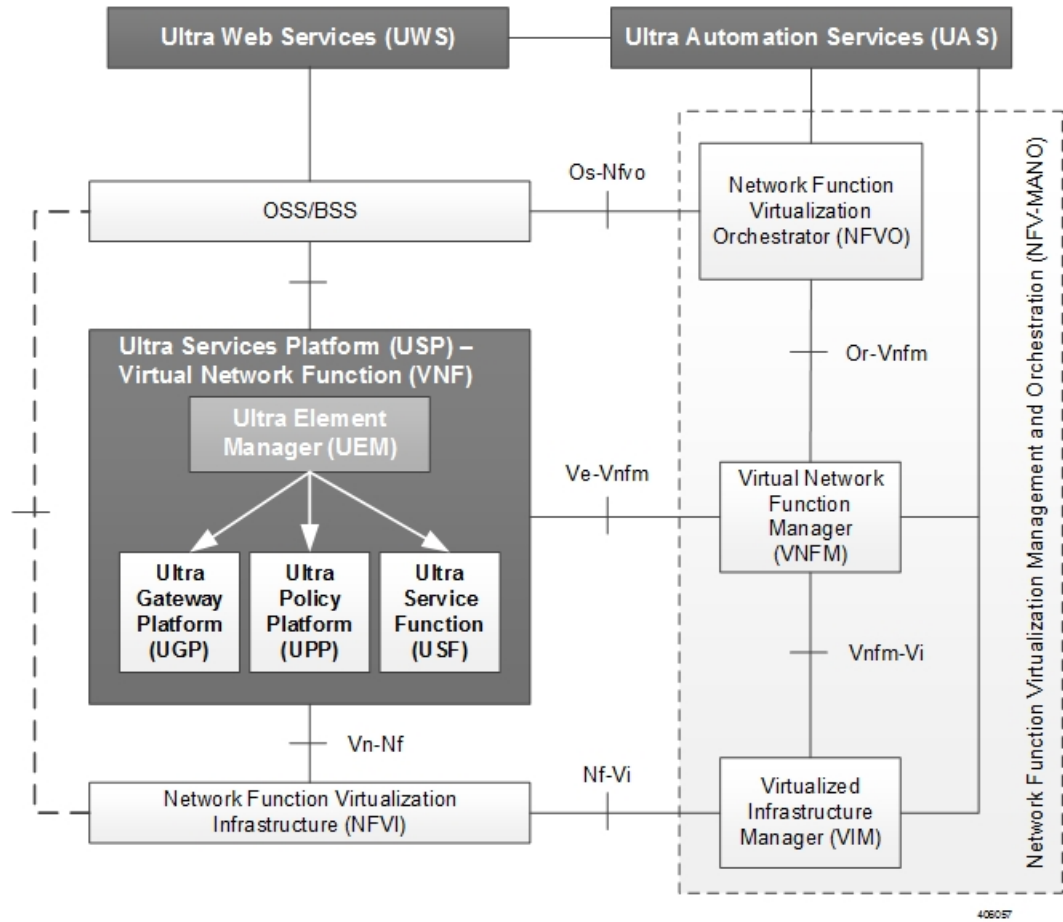 Ultra Web Services (UWS)
Ultra Automation Services (UAS)
Os-Nfvo
OSS/BSS
Network Function
Virtualization
Orchestrator (NFVO)
Ultra Services Platform (USP) –
Virtual Network Function (VNF)
Ultra Element
Manager (UEM)
Or-Vnfm
Ve-Vnfm
Virtual Network
Function
Manager
(VNFM)
Ultra
Gateway
Platform
(UGP)
Ultra
Policy
Platform
(UPP)
Ultra
Service
Function
(USF)
Vnfm-Vi
Vn-Nf
Nf-Vi
Network Function Virtualization
Infrastructure (NFVI)
Virtualized
Infrastructure
Manager (VIM)
Network Function Virtualization Management and Orchestration (NFV-MANO)
406057